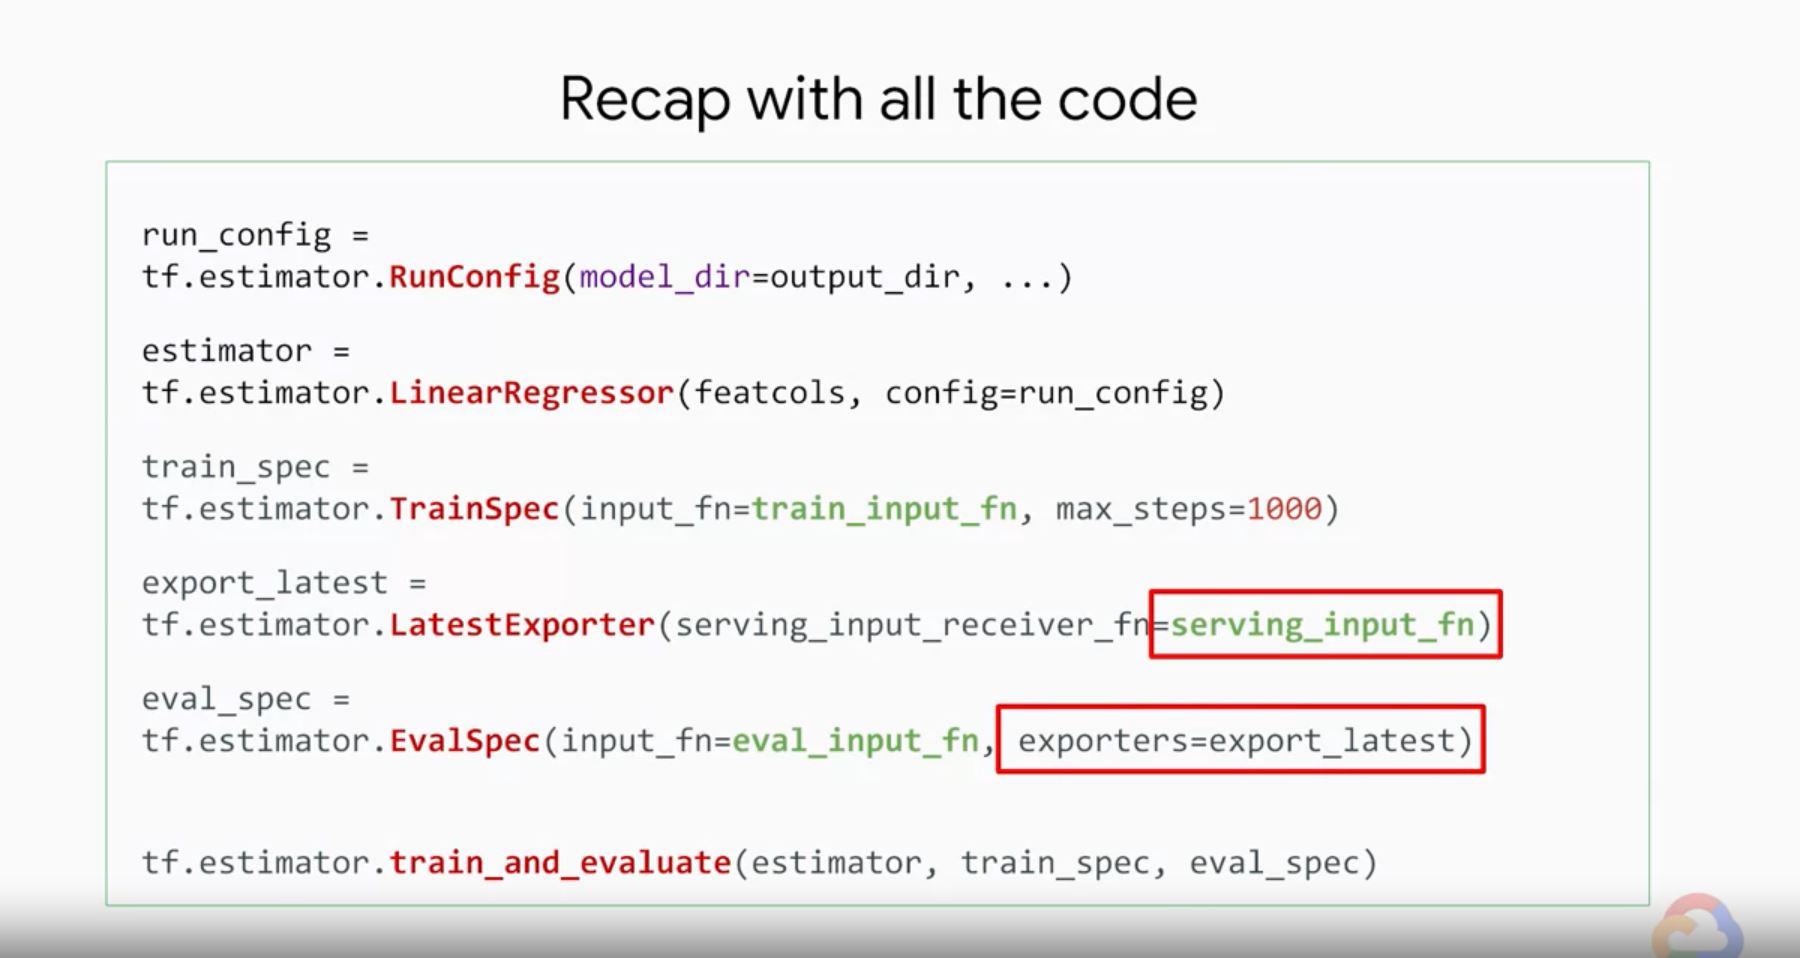 Recap with all the code
run_config =
tf.estimator.RunConfig(model_dir=output_dir, ...)
estimator =
tf.estimator.LinearRegressor(featcols, config=run_config)
train_spec =
tf.estimator.TrainSpec(input_fn=train_input_fn, max_steps=1000)
export_latest =
tf.estimator.LatestExporter(serving_input_receiver_fn=serving_input_fn)
eval_spec =
tf.estimator.EvalSpec(input_fn=eval_input_fn, exporters=export_latest)
tf.estimator.train_and_evaluate(estimator, train_spec, eval_spec)